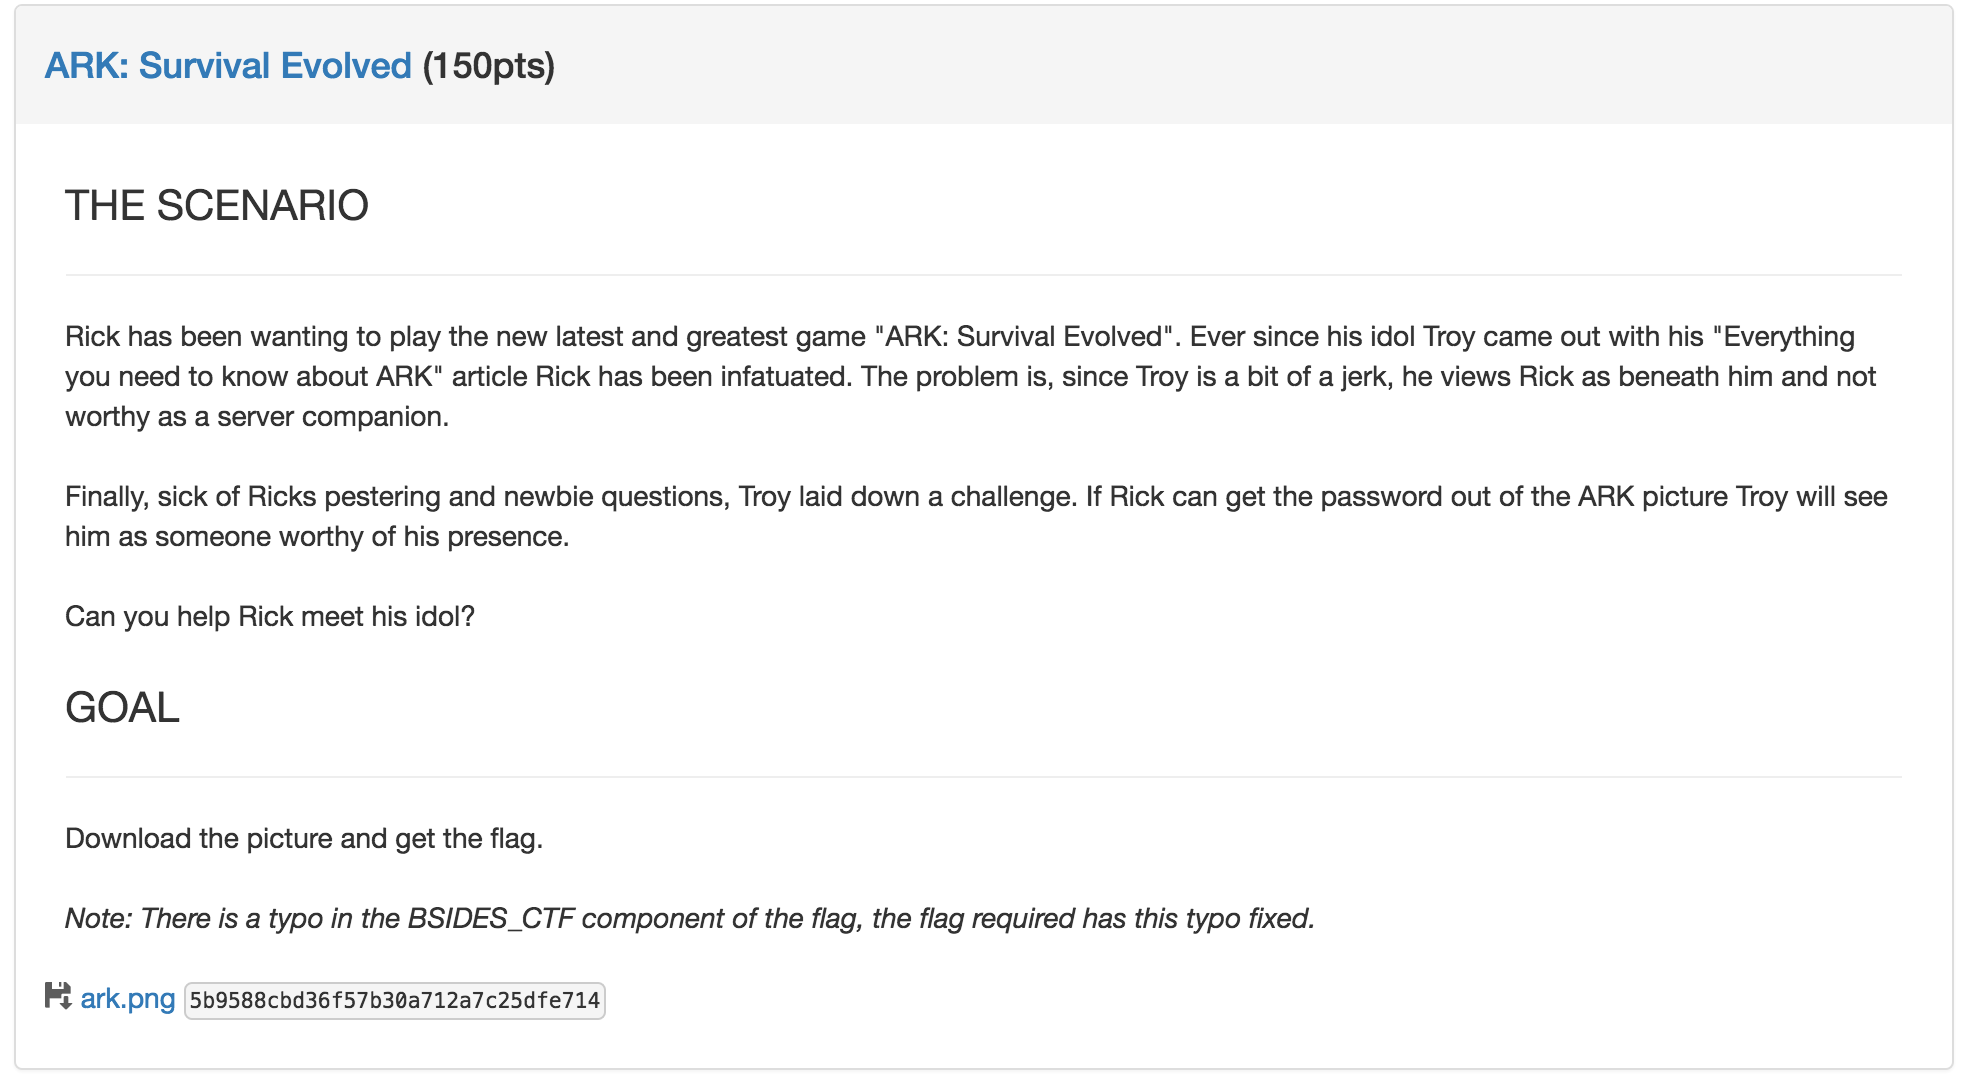 ARK: Survival Evolved (150pts)
THE SCENARIO
Rick has been wanting to play the new latest and greatest game "ARK: Survival Evolved". Ever since his idol Troy came out with his "Everything
you need to know about ARK" article Rick has been infatuated. The problem is, since Troy is a bit of a jerk, he views Rick as beneath him and not
worthy as a server companion.
Finally, sick of Ricks pestering and newbie questions, Troy laid down a challenge. If Rick can get the password out of the ARK picture Troy will see
him as someone worthy of his presence.
Can you help Rick meet his idol?
GOAL
Download the picture and get the flag.
Note: There is a typo in the BSIDES_CTF component of the flag, the flag required has this typo fixed.
ark.png 5b9588cbd36f57b30a712a7c25dfe714